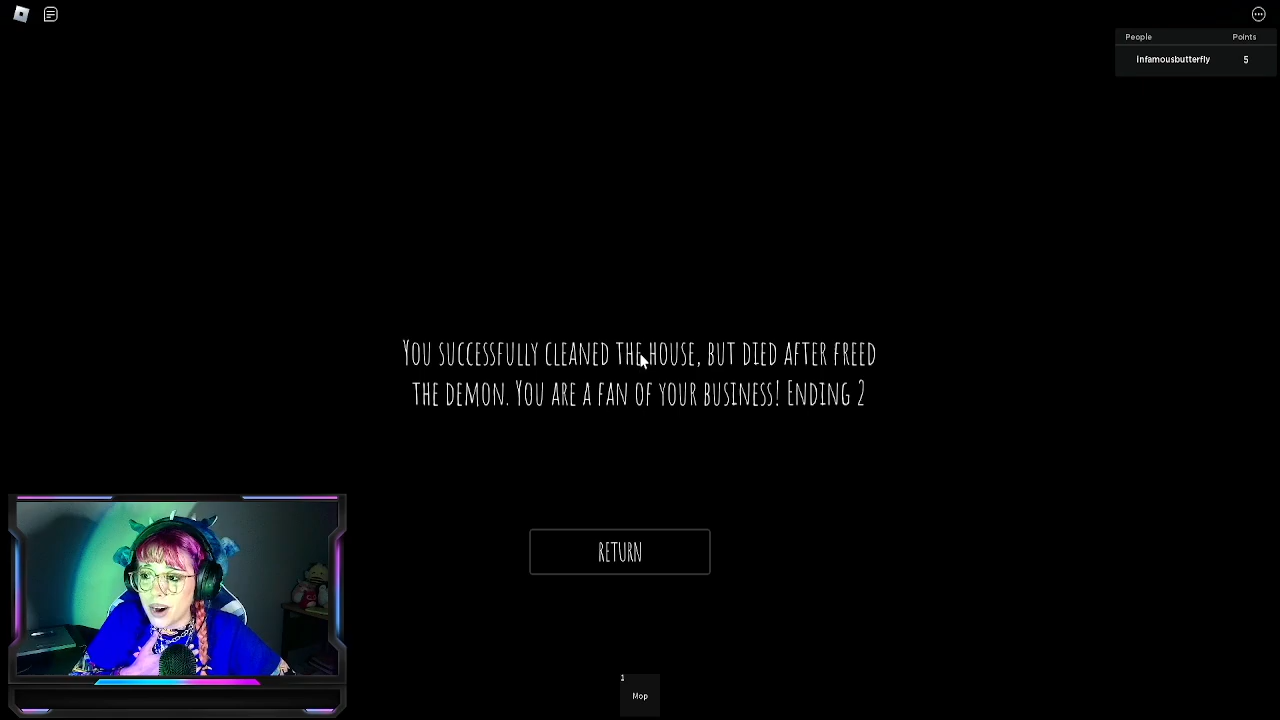 People Points
Infamousbutterfly 5
You successfully cleaned the house, but died after freed
the demon. You are a fan of your business! Ending 2
RETURN
1
Mop